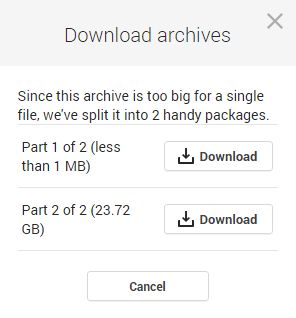 Download archives
Since this archive is too big for a single
file, we've split it into 2 handy packages.
Part 1 of 2 (less
than 1 MB)
Download
Part 2 of 2 (23.72
GB)
Download
Cancel